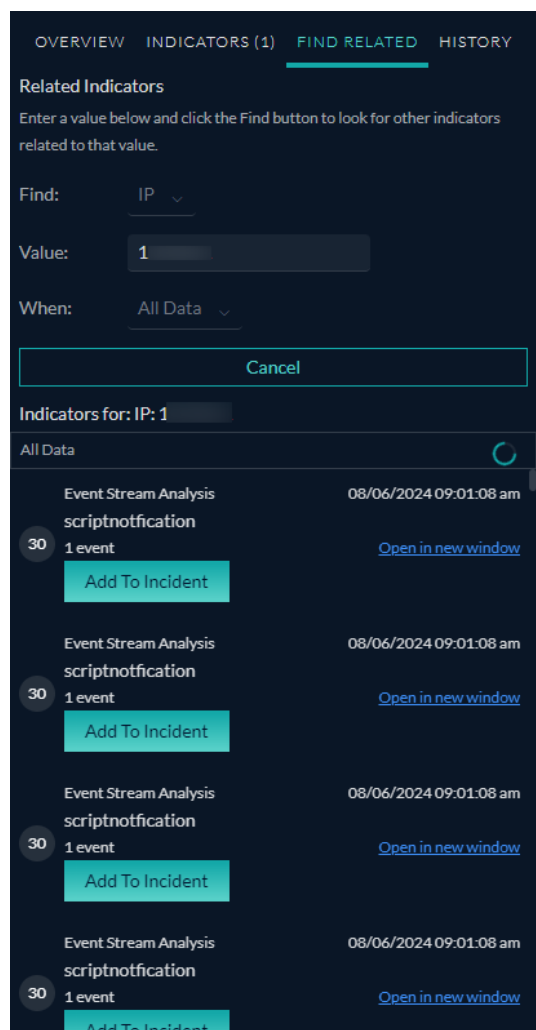 OVERVIEW INDICATORS (1) FIND RELATED HISTORY
Related Indicators
Enter a value below and click the Find button to look for other indicators
related to that value.
Find: IP
Value: 1
When: All Data
Cancel
Indicators for: IP: 1
All Data
Event Stream Analysis 08/06/2024 09:01:08 am
scriptnotfication
30 1 event Open in new window
Add To Incident
Event Stream Analysis 08/06/2024 09:01:08 am
scriptnotfication
30 1 event Open in new window
Add To Incident
Event Stream Analysis 08/06/2024 09:01:08 am
scriptnotfication
30 1 event Open in new window
Add To Incident
Event Stream Analysis 08/06/2024 09:01:08 am
scriptnotfication
30 1 event Open in new window
Add To Incident